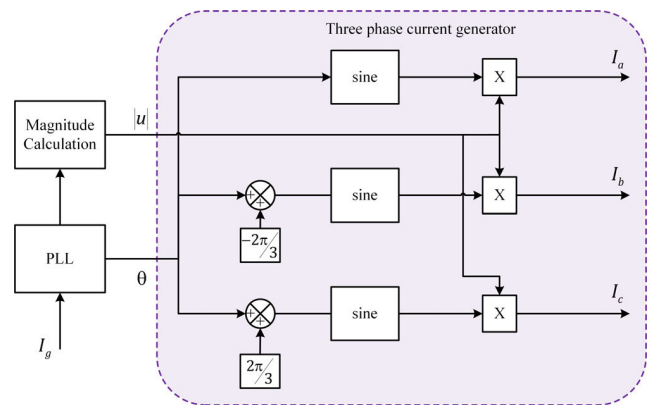 Three phase current generator
I_a
sine
X
Magnitude
Calculation
|u|
I_b
+
+
sine
X
−2π/3
PLL
θ
I_c
+
+
sine
X
I_g
2π/3